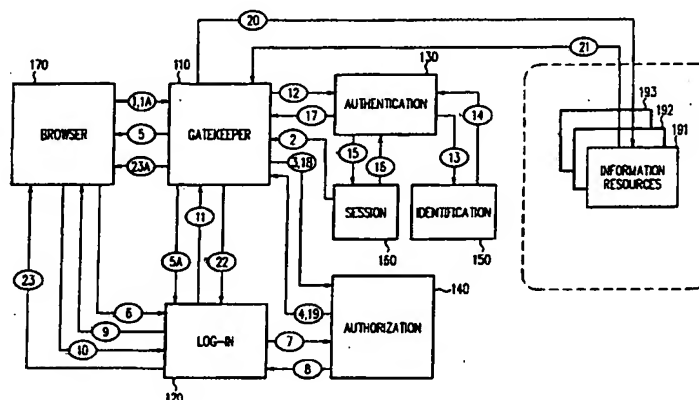 20
21
170
110
130
193
192
191
1,1A
12
AUTHENTICATION
BROWSER
5
GATEKEEPER
17
14
2
15
16
13
INFORMATION
RESOURCES
23A
3,18
SESSION
IDENTIFICATION
11
160
150
5A
22
140
23
6
4,19
AUTHORIZATION
9
LOG-IN
7
10
8
120